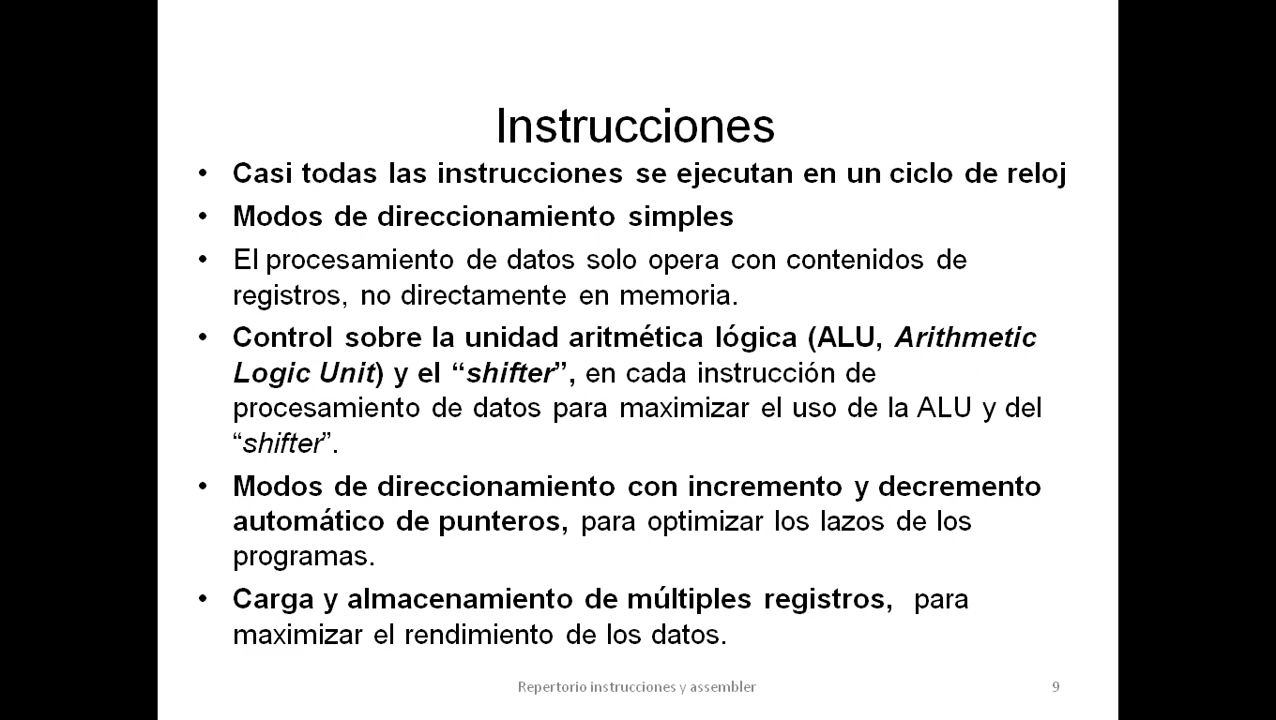 Instrucciones
• Casi todas las instrucciones se ejecutan en un ciclo de reloj
• Modos de direccionamiento simples
• El procesamiento de datos solo opera con contenidos de
registros, no directamente en memoria.
• Control sobre la unidad aritmética lógica (ALU, Arithmetic
Logic Unit) y el “shifter”, en cada instrucción de
procesamiento de datos para maximizar el uso de la ALU y del
“shifter”.
• Modos de direccionamiento con incremento y decremento
automático de punteros, para optimizar los lazos de los
programas.
• Carga y almacenamiento de múltiples registros, para
maximizar el rendimiento de los datos.
Repertorio instrucciones y assembler 9